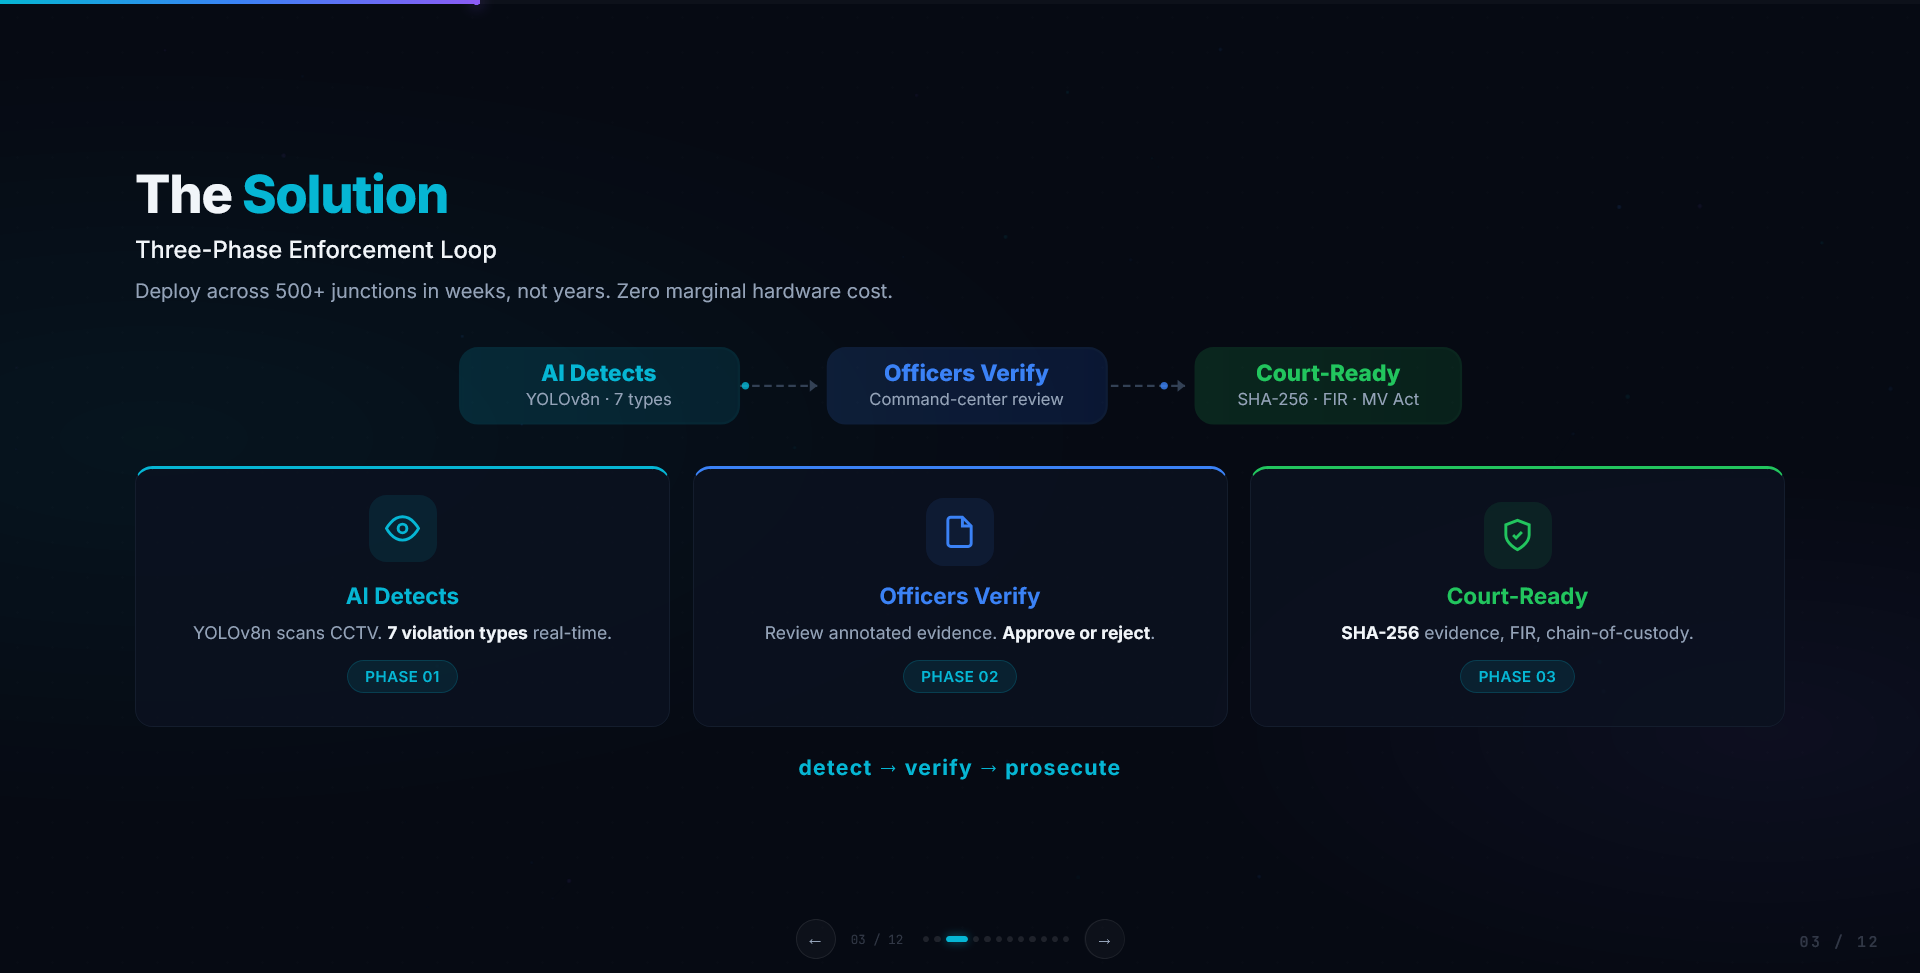 The Solution
Three-Phase Enforcement Loop
Deploy across 500+ junctions in weeks, not years. Zero marginal hardware cost.
AI Detects
YOLOv8n · 7 types
Officers Verify
Command-center review
Court-Ready
SHA-256 · FIR · MV Act
AI Detects
YOLOv8n scans CCTV. 7 violation types real-time.
PHASE 01
Officers Verify
Review annotated evidence. Approve or reject.
PHASE 02
Court-Ready
SHA-256 evidence, FIR, chain-of-custody.
PHASE 03
detect → verify → prosecute
← 03 / 12 →
03 / 12